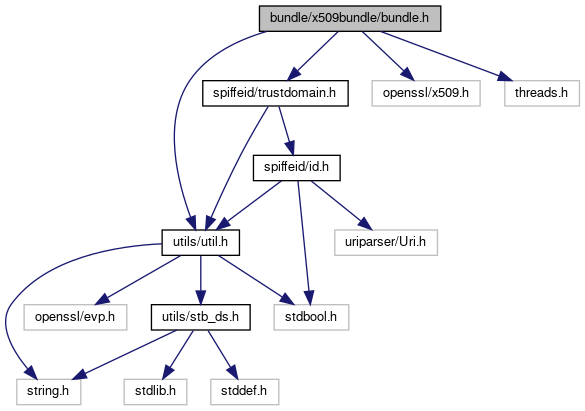 bundle/x509bundle/bundle.h
spiffeid/trustdomain.h
openssl/x509.h
threads.h
spiffeid/id.h
utils/util.h
uriparser/Uri.h
openssl/evp.h
utils/stb_ds.h
stdbool.h
string.h
stdlib.h
stddef.h